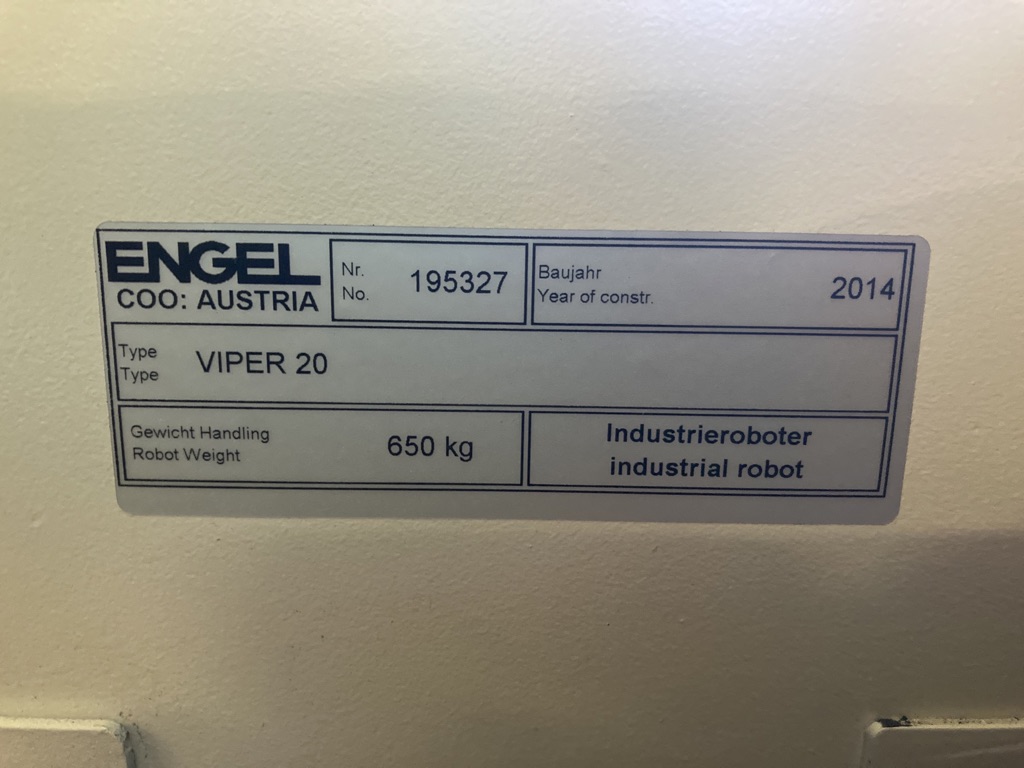 ENGEL
COO: AUSTRIA
Nr.
No.
195327
Baujahr
Year of constr.
2014
Type
Type
VIPER 20
Gewicht Handling
Robot Weight
650 kg
Industrieroboter
industrial robot